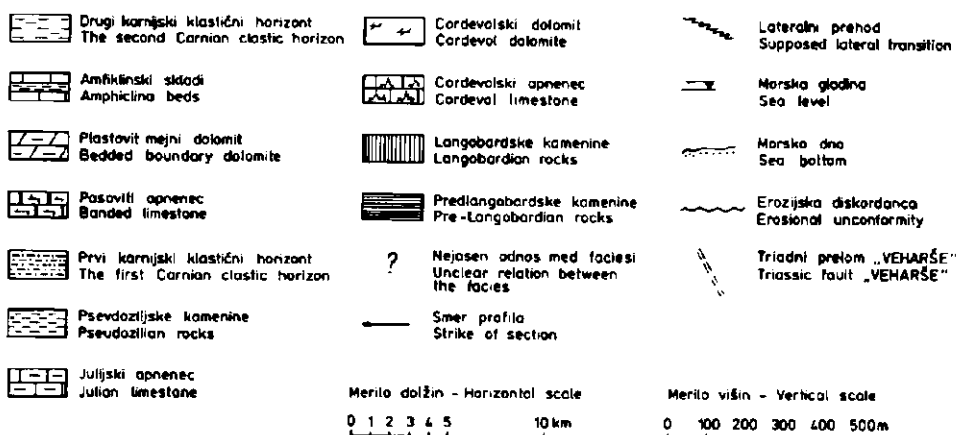 Drugi karnijski klastični horizont
The second Carnian clastic horizon
Amfiklinski skladi
Amphiclina beds
Plastovit mejni dolomit
Bedded boundary dolomite
Pasoviti apnenec
Banded limestone
Prvi karnijski klastični horizont
The first Carnian clastic horizon
Psevdoziljske kamenine
Pseudozilian rocks
Julijski apnenec
Julian limestone
Cordevolski dolomit
Cordevol dolomite
Cordevolski apnenec
Cordevol limestone
Langobardske kamenine
Langobardian rocks
Predlangobardske kamenine
Pre-Langobardian rocks
? Nejasen odnos med faciesi
Unclear relation between
the facies
Smer profila
Strike of section
Lateralni prehod
Supposed lateral transition
Morska gladina
Sea level
Morsko dno
Sea bottom
Erozijska diskordanca
Erosional unconformity
Triadni prelom „VEHARŠE"
Triassic fault „VEHARŠE"
Merilo dolžin - Horizontal scale
0 1 2 3 4 5 10 km
Merilo višin - Vertical scale
0 100 200 300 400 500m